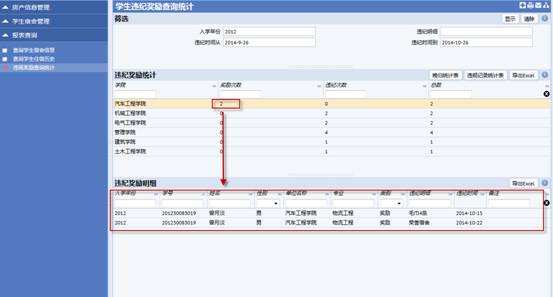 房产信息管理
学生宿舍管理
报表查询
查询学生宿舍信息
查询学生住宿历史
违规奖励查询统计
学生违纪奖励查询统计
筛选 显示 清除
入学年份 2012 违纪明细
违纪时间从 2014-9-26 违纪时间到 2014-10-26
违纪奖励统计 晚归统计表 违规记录统计表 导出Excel
学院 奖励次数 违纪次数 总数
汽车工程学院 2 0 2
机械工程学院 0 2 2
电气工程学院 0 2 2
管理学院 0 4 4
建筑学院 0 1 1
土木工程学院 0 1 1
违纪奖励明细 导出Excel
入学年份 学号 姓名 性别 单位名称 专业 类别 违纪明细 违纪时间 备注
2012 201230083019 男 汽车工程学院 物流工程 奖励 毛巾4条 2014-10-15
2012 201230083019 男 汽车工程学院 物流工程 奖励 荣誉宿舍 2014-10-22